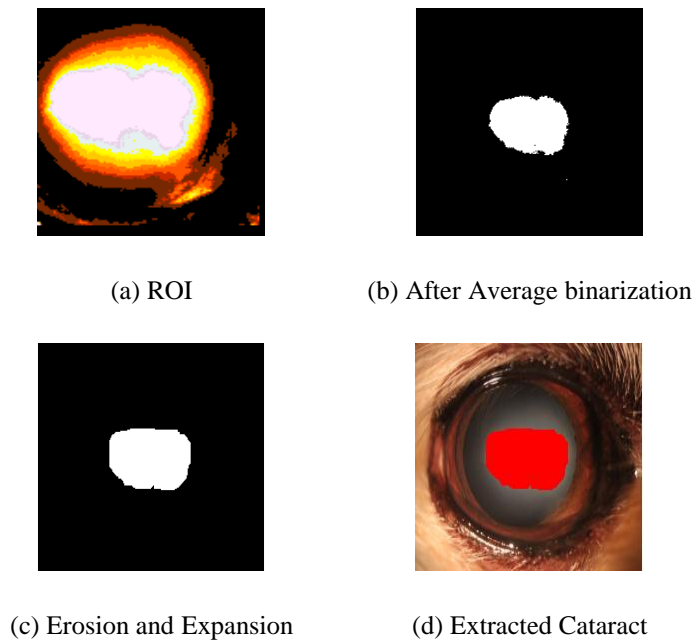 (a) ROI
(b) After Average binarization
(c) Erosion and Expansion
(d) Extracted Cataract